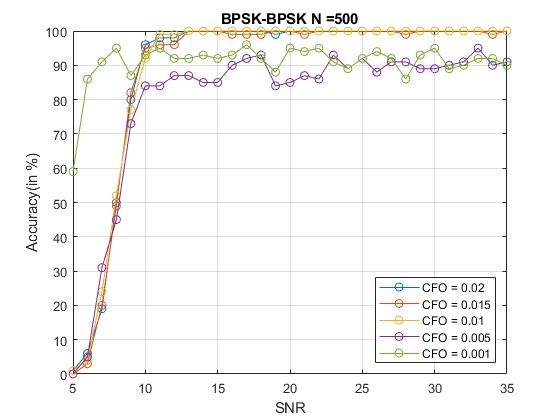 BPSK-BPSK N =500
Accuracy(in %)
100
90
80
70
60
50
40
30
20
10
0
5 10 15 20 25 30 35
SNR
CFO = 0.02
CFO = 0.015
CFO = 0.01
CFO = 0.005
CFO = 0.001